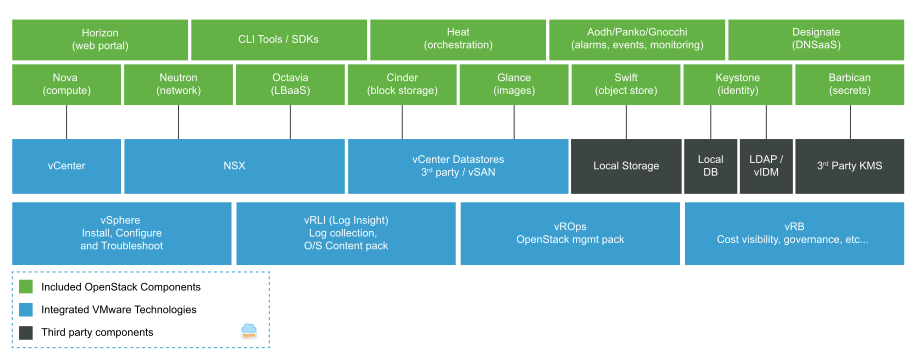 Horizon
(web portal)
CLI Tools / SDKs
Heat
(orchestration)
Aodh/Panko/Gnocchi
(alarms, events, monitoring)
Designate
(DNSaaS)
Nova
(compute)
Neutron
(network)
Octavia
(LBaaS)
Cinder
(block storage)
Glance
(images)
Swift
(object store)
Keystone
(identity)
Barbican
(secrets)
vCenter
NSX
vCenter Datastores
3rd party / vSAN
Local Storage
Local
DB
LDAP /
vIDM
3rd Party KMS
vSphere
Install, Configure
and Troubleshoot
vRLI (Log Insight)
Log collection,
O/S Content pack
vROps
OpenStack mgmt pack
vRB
Cost visibility, governance, etc...
Included OpenStack Components
Integrated VMware Technologies
Third party components